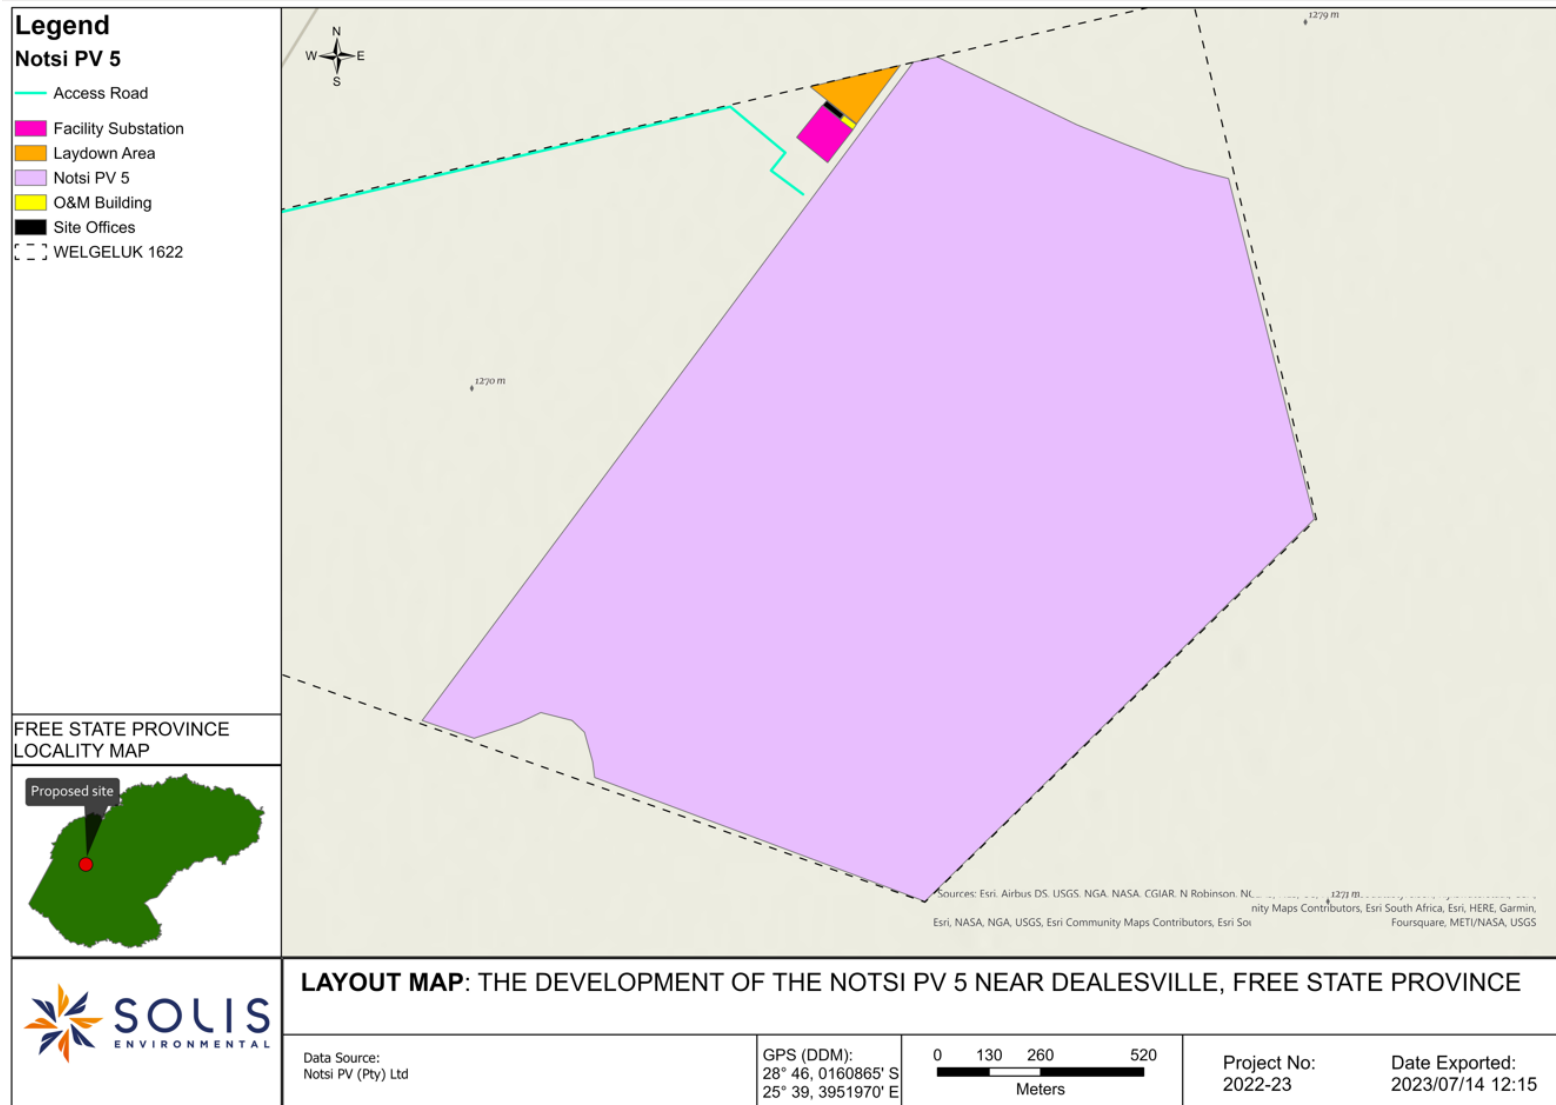 Legend
Notsi PV 5
Access Road
Facility Substation
Laydown Area
Notsi PV 5
O&M Building
Site Offices
WELGELUK 1622
N
W E
S
1279 m
1270 m
1271 m
Sources: Esri, Airbus DS, USGS, NGA, NASA, CGIAR, N Robinson,
nity Maps Contributors, Esri South Africa, Esri, HERE, Garmin,
Esri, NASA, NGA, USGS, Esri Community Maps Contributors, Esri
Foursquare, METI/NASA, USGS
FREE STATE PROVINCE
LOCALITY MAP
Proposed site
SOLIS
ENVIRONMENTAL
LAYOUT MAP: THE DEVELOPMENT OF THE NOTSI PV 5 NEAR DEALESVILLE, FREE STATE PROVINCE
Data Source:
Notsi PV (Pty) Ltd
GPS (DDM):
28° 46, 0160865' S
25° 39, 3951970' E
0 130 260 520
Meters
Project No:
2022-23
Date Exported:
2023/07/14 12:15